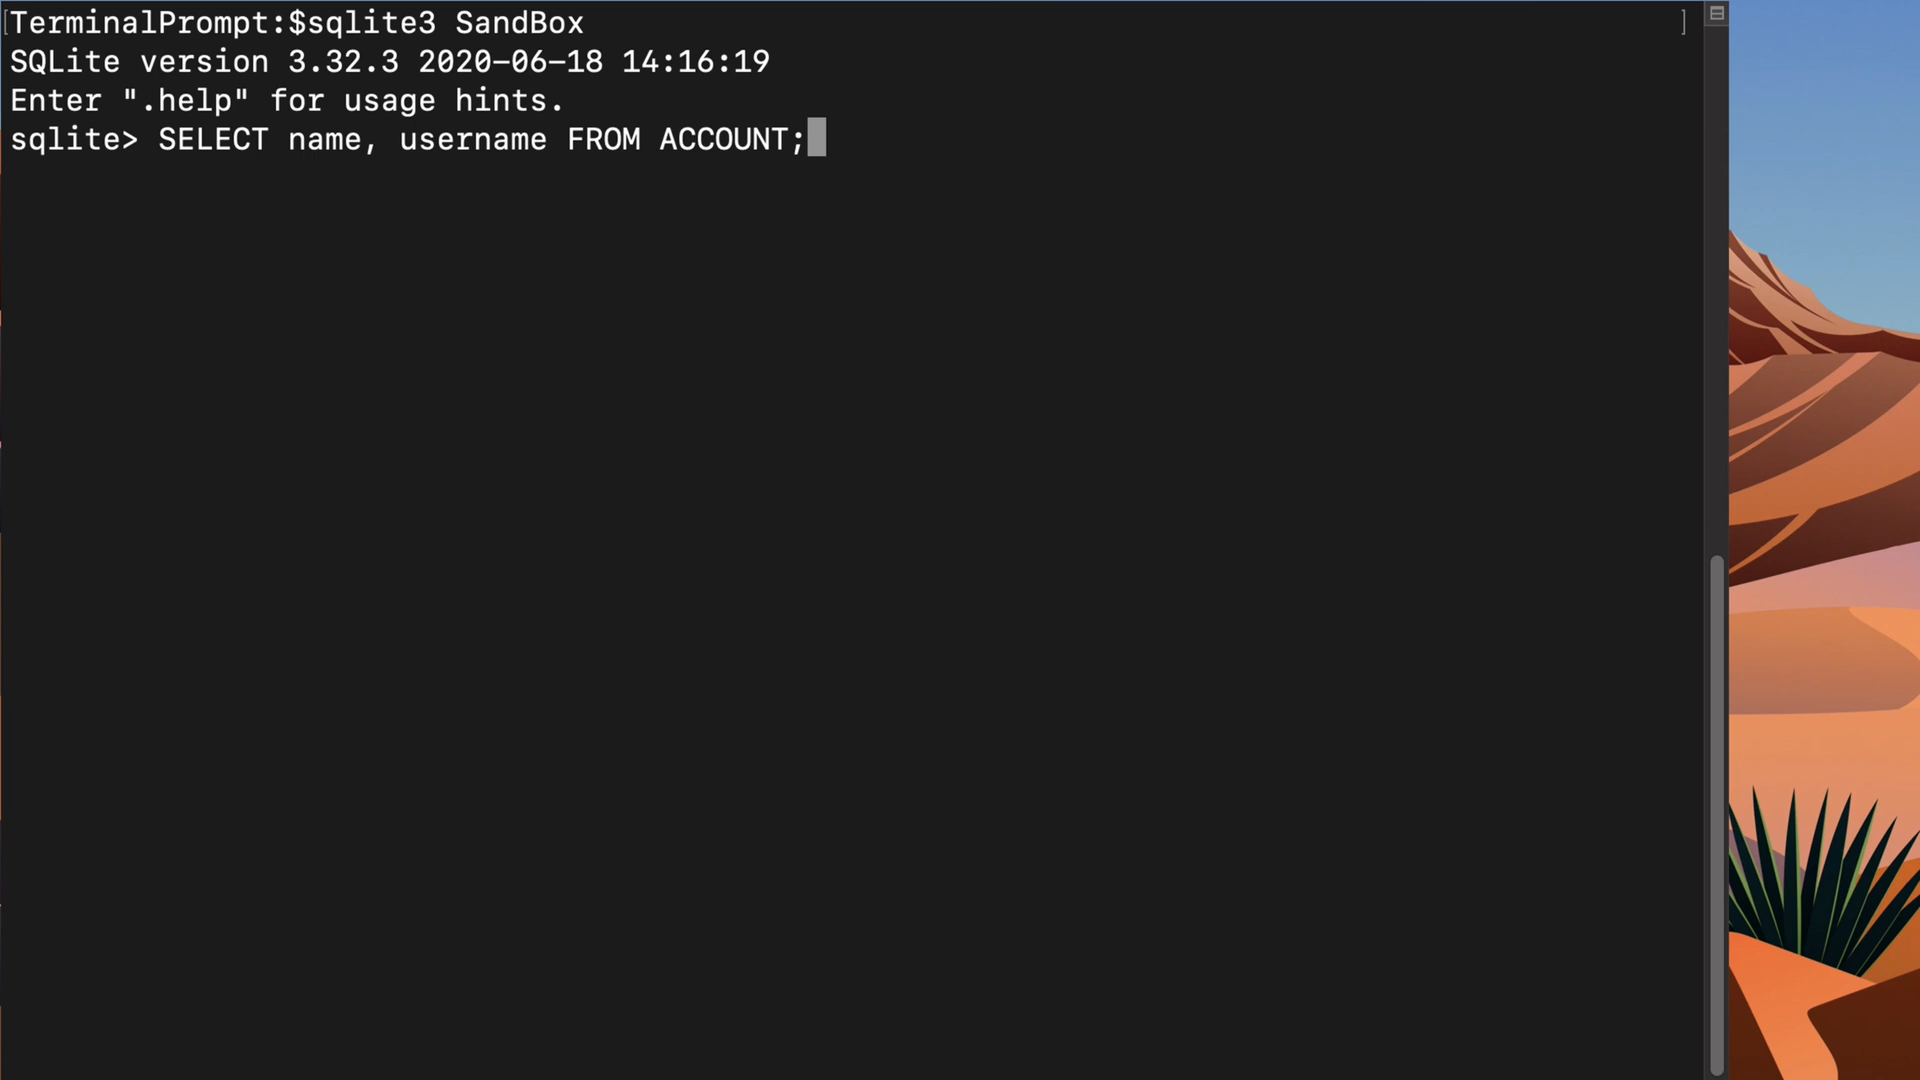 [TerminalPrompt:$sqlite3 SandBox ]
SQLite version 3.32.3 2020-06-18 14:16:19
Enter ".help" for usage hints.
sqlite> SELECT name, username FROM ACCOUNT;